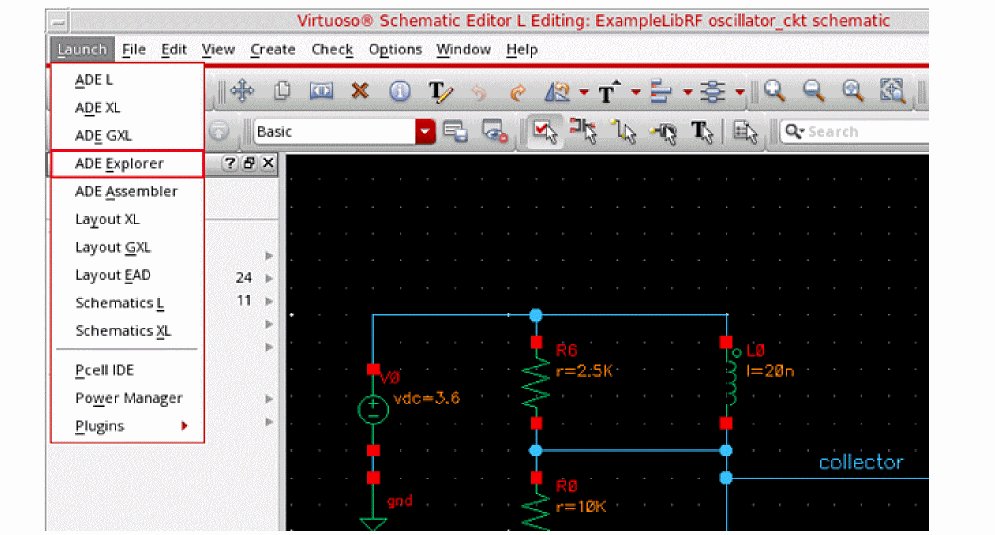 Virtuoso® Schematic Editor L Editing: ExampleLibRF oscillator_ckt schematic
Launch File Edit View Create Check Options Window Help
ADE L
ADE XL
ADE GXL
Basic
Search
ADE Explorer
ADE Assembler
Layout XL
Layout GXL
Layout EAD
24
Schematics L
11
Schematics XL
Pcell IDE
Power Manager
Plugins
R6
r=2.5K
L0
l=20n
V0
vdc=3.6
collector
R0
r=10K
gnd